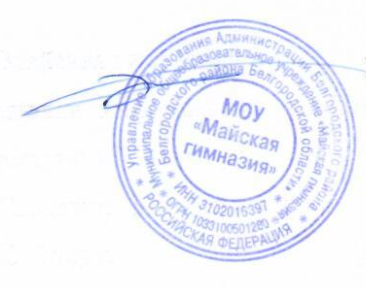 Управление образования Администрации Белгородского района
Муниципальное общеобразовательное учреждение «Майская гимназия
Белгородского района Белгородской области»
МОУ
«Майская
гимназия»
* ИНН 3102015397 *
* ОГРН 1033100501280 *
* РОССИЙСКАЯ ФЕДЕРАЦИЯ *